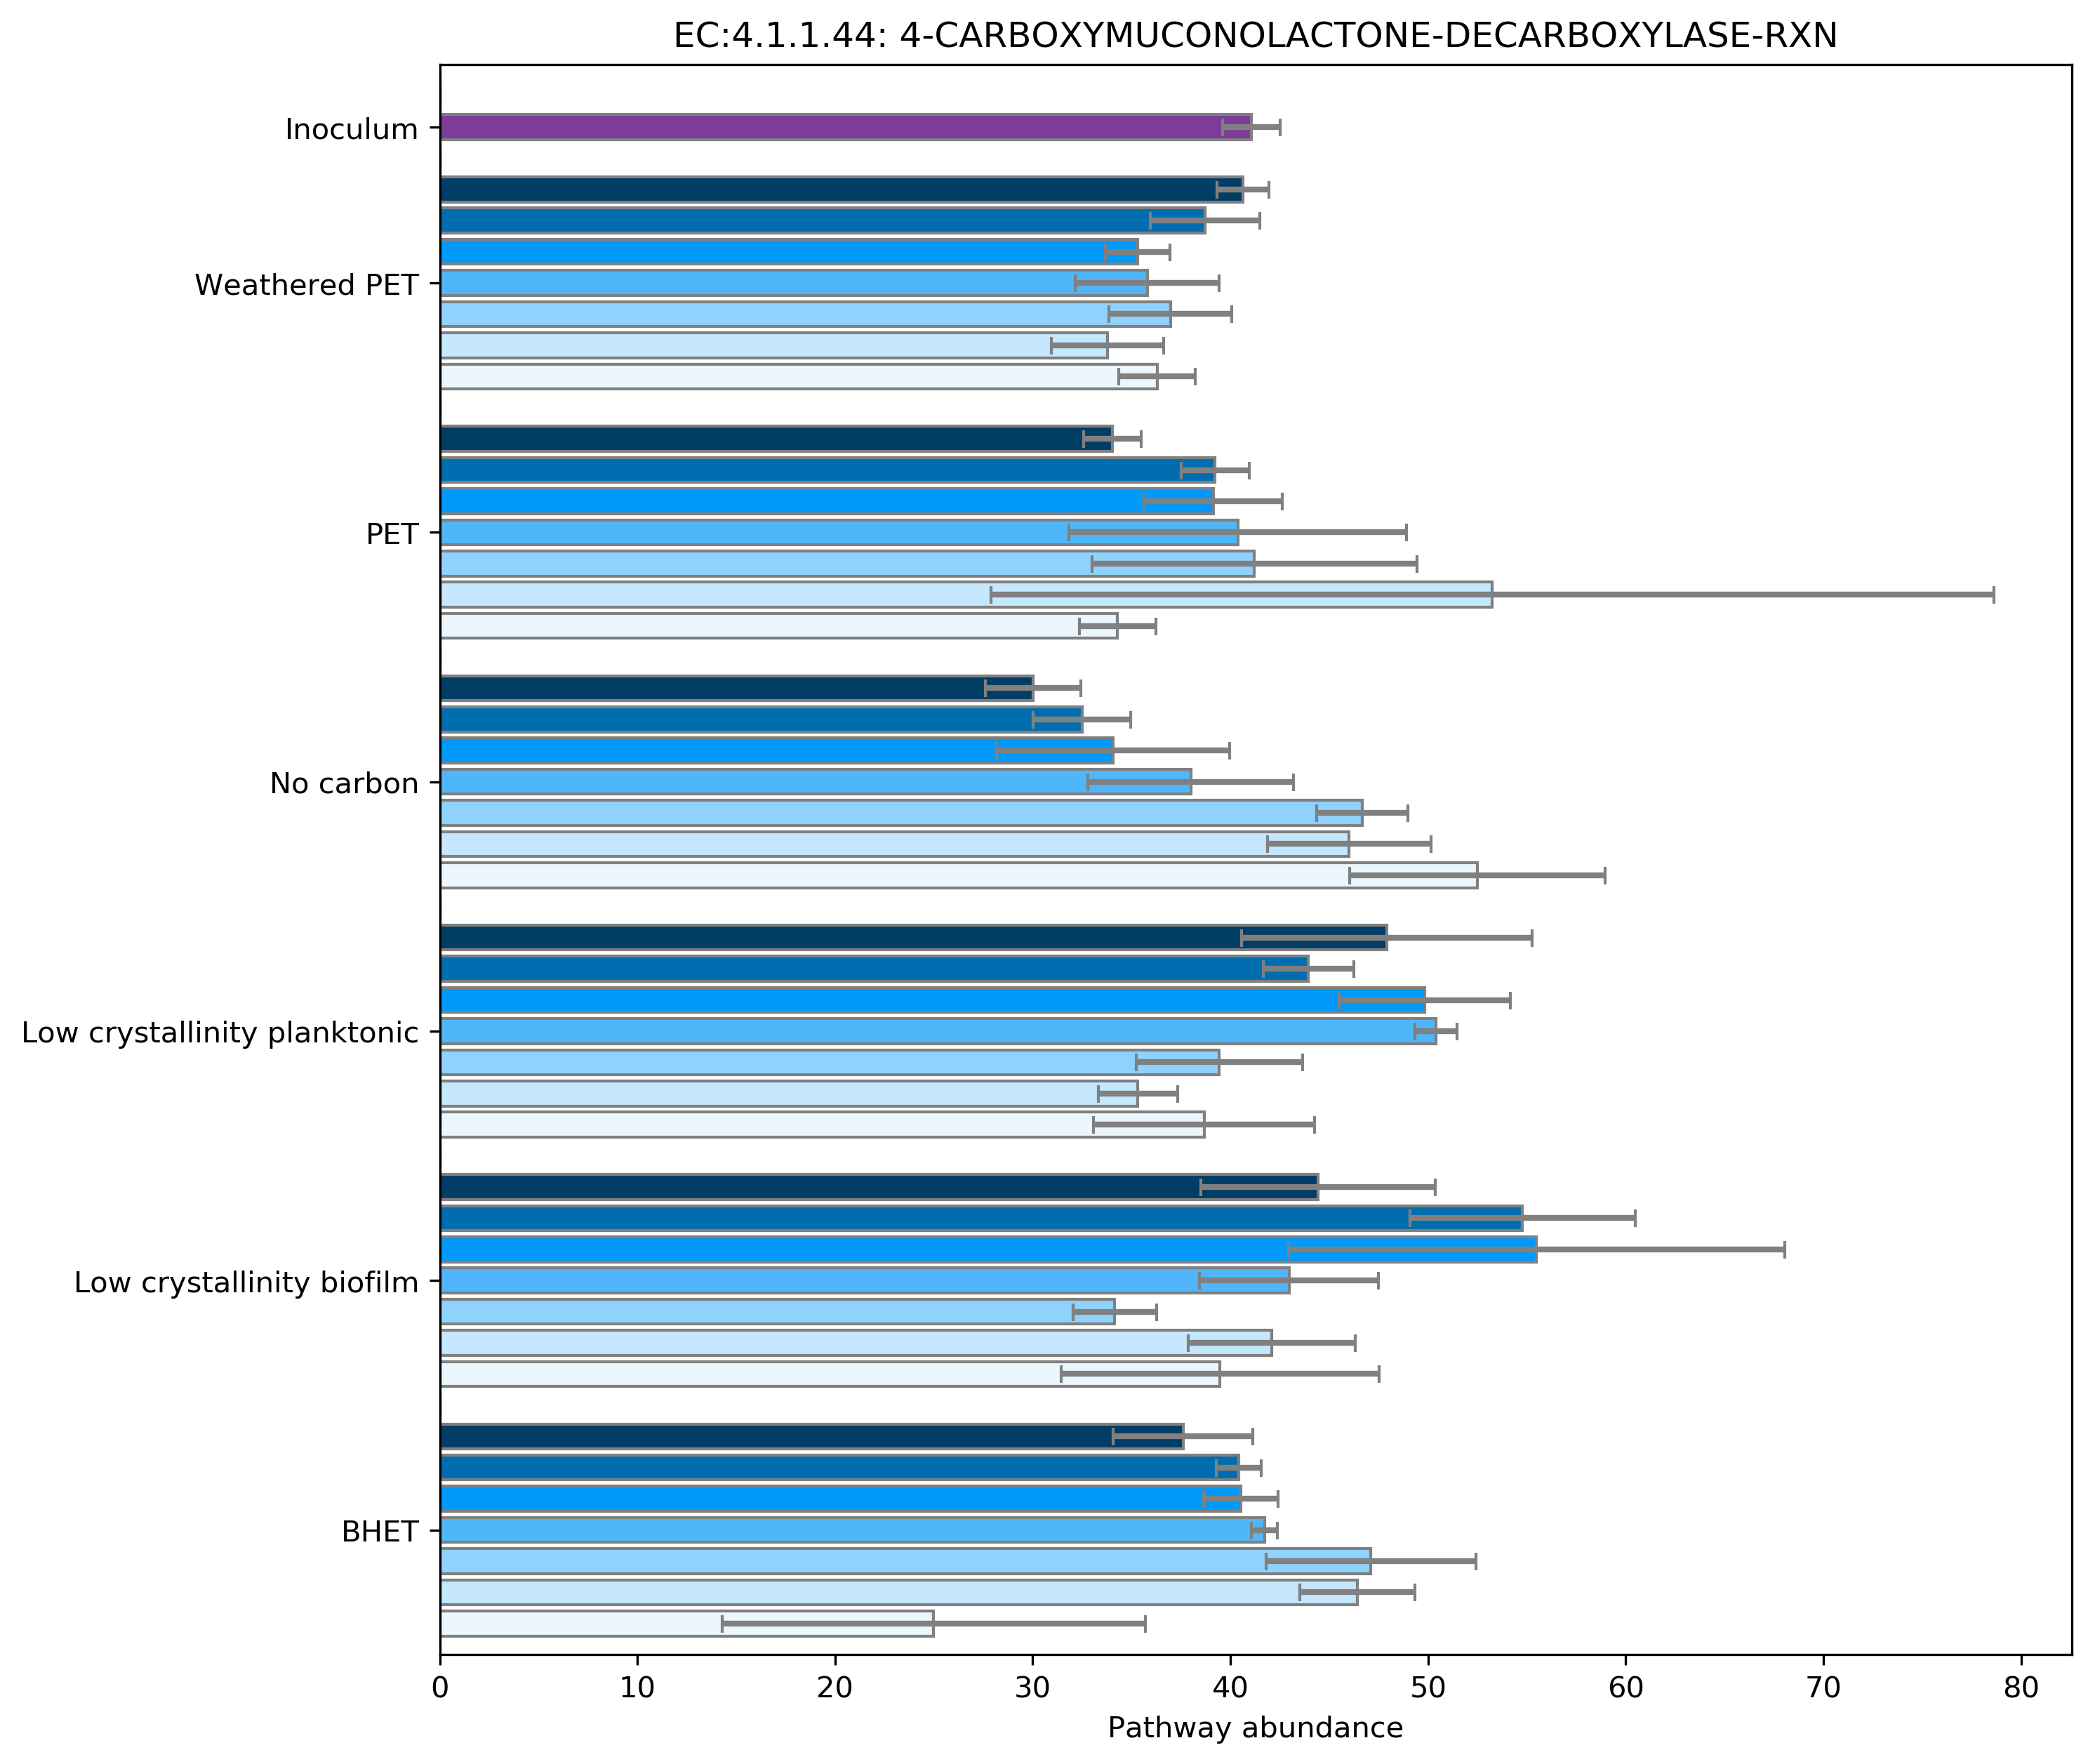 EC:4.1.1.44: 4-CARBOXYMUCONOLACTONE-DECARBOXYLASE-RXN
Inoculum
Weathered PET
PET
No carbon
Low crystallinity planktonic
Low crystallinity biofilm
BHET
0 10 20 30 40 50 60 70 80
Pathway abundance